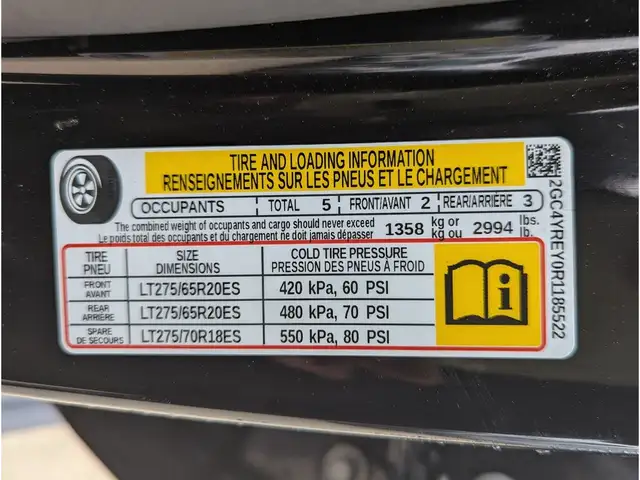 TIRE AND LOADING INFORMATION
RENSEIGNEMENTS SUR LES PNEUS ET LE CHARGEMENT
OCCUPANTS TOTAL 5 FRONT/AVANT 2 REAR/ARRIÈRE 3
The combined weight of occupants and cargo should never exceed 1358 kg or 2994 lbs.
Le poids total des occupants et du chargement ne doit jamais dépasser kg ou lb.
TIRE PNEU SIZE DIMENSIONS COLD TIRE PRESSURE PRESSION DES PNEUS À FROID
FRONT AVANT LT275/65R20ES 420 kPa, 60 PSI
REAR ARRIÈRE LT275/65R20ES 480 kPa, 70 PSI
SPARE DE SECOURS LT275/70R18ES 550 kPa, 80 PSI
i
2GC4YREY0R1185522